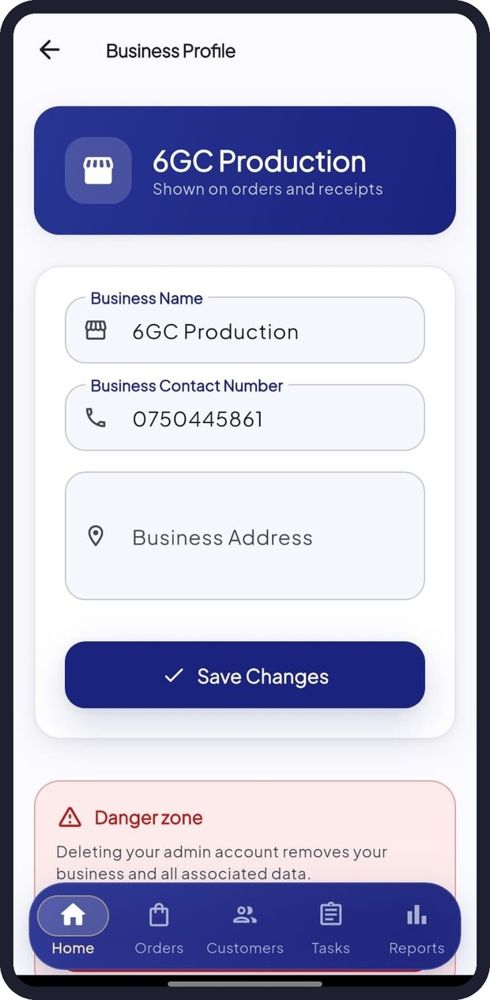 Business Profile
6GC Production
Shown on orders and receipts
Business Name
6GC Production
Business Contact Number
0750445861
Business Address
Save Changes
Danger zone
Deleting your admin account removes your
business and all associated data.
Home Orders Customers Tasks Reports